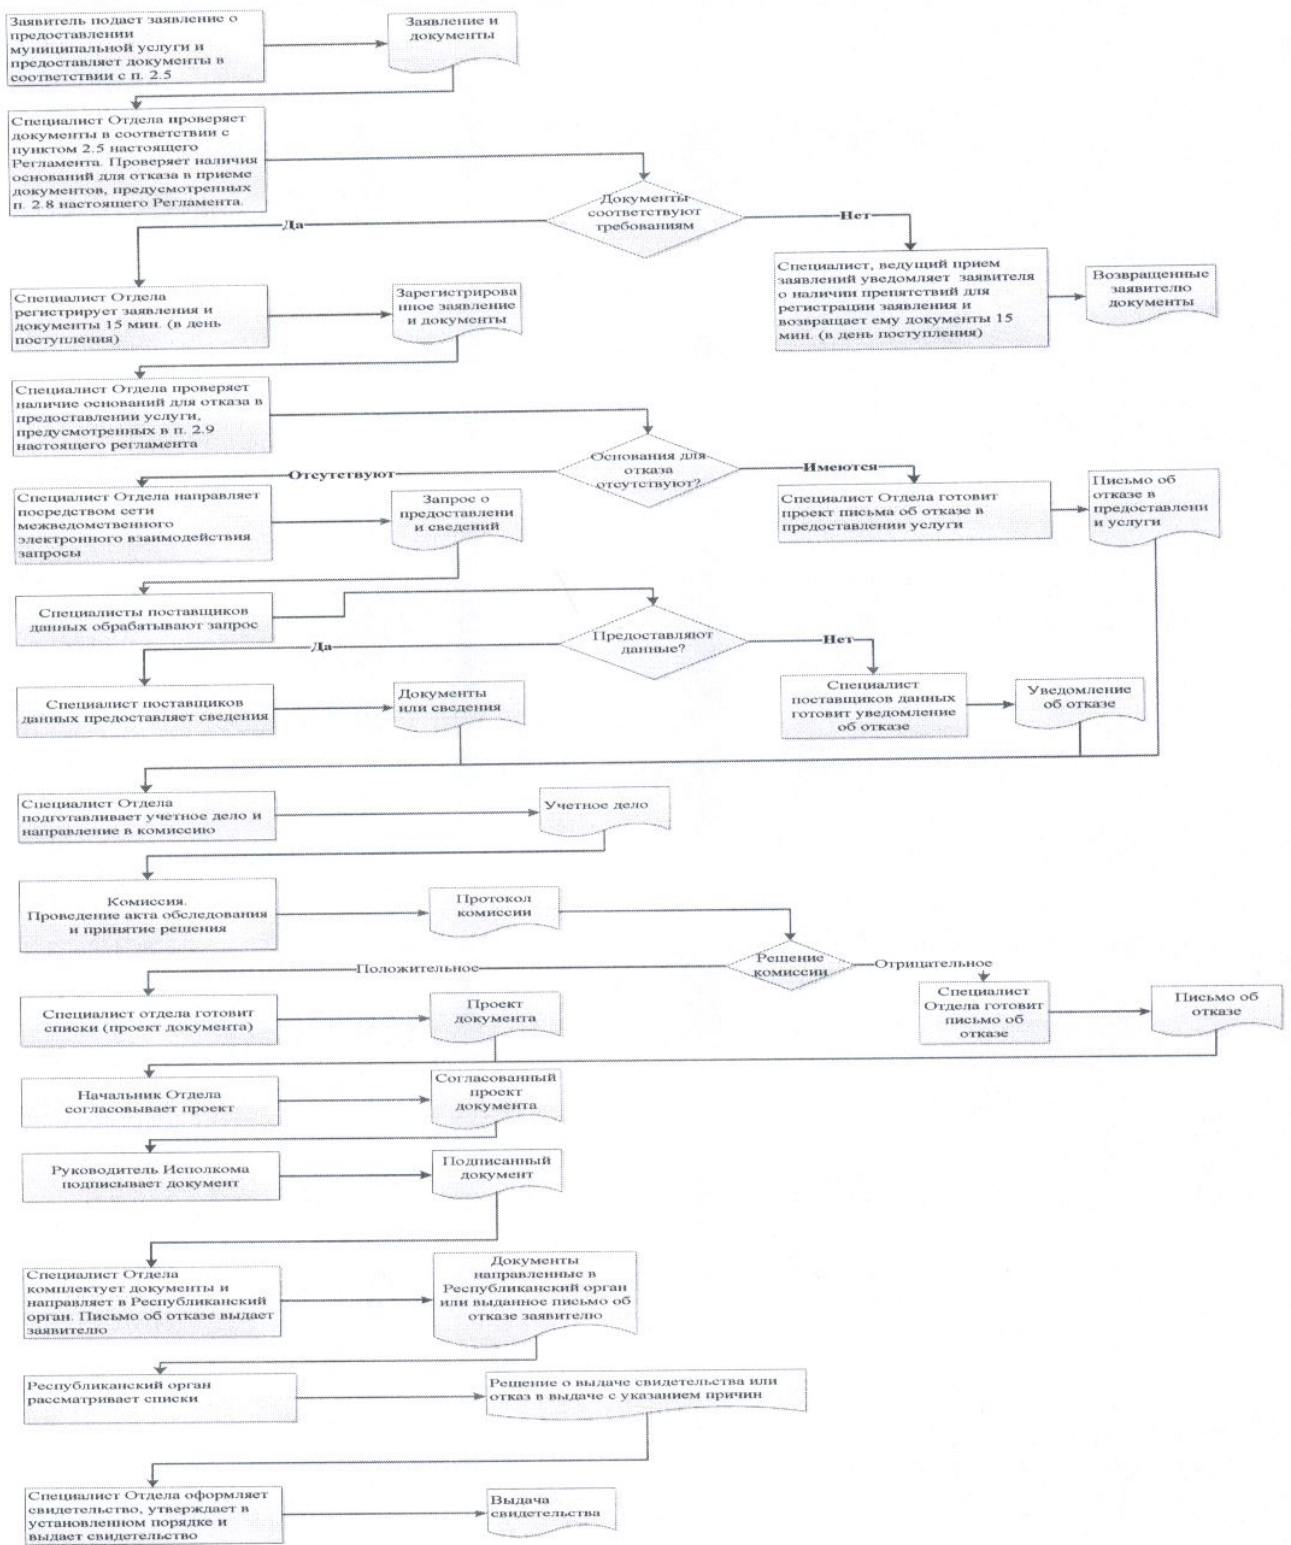 Заявитель подает заявление о
предоставлении
муниципальной услуги и
предоставляет документы в
соответствии с п. 2.5
Заявление и
документы
Специалист Отдела проверяет
документы в соответствии с
пунктом 2.5 настоящего
Регламента. Проверяет наличия
оснований для отказа в приеме
документов, предусмотренных
п. 2.8 настоящего Регламента.
Документы
соответствуют
требованиям
Да
Нет
Специалист Отдела
регистрирует заявления и
документы 15 мин. (в день
поступления)
Зарегистрирова
нное заявление
и документы
Специалист, ведущий прием
заявлений уведомляет заявителя
о наличии препятствий для
регистрации заявления и
возвращает ему документы 15
мин. (в день поступления)
Возвращенные
заявителю
документы
Специалист Отдела проверяет
наличие оснований для отказа в
предоставлении услуги,
предусмотренных в п. 2.9
настоящего регламента
Основания для
отказа
отсутствуют?
Отсутствуют
Имеются
Специалист Отдела направляет
посредством сети
межведомственного
электронного взаимодействия
запросы
Запрос о
предоставлени
и сведений
Специалист Отдела готовит
проект письма об отказе в
предоставлении услуги
Письмо об
отказе в
предоставлени
и услуги
Специалисты поставщиков
данных обрабатывают запрос
Предоставляют
данные?
Да
Нет
Специалист поставщиков
данных предоставляет сведения
Документы
или сведения
Специалист
поставщиков данных
готовит уведомление
об отказе
Уведомление
об отказе
Специалист Отдела
подготавливает учетное дело и
направление в комиссию
Учетное дело
Комиссия.
Проведение акта обследования
и принятие решения
Протокол
комиссии
Решение
комиссии
Положительное
Отрицательное
Специалист отдела готовит
списки (проект документа)
Проект
документа
Специалист
Отдела готовит
письмо об
отказе
Письмо об
отказе
Начальник Отдела
согласовывает проект
Согласованный
проект
документа
Руководитель Исполкома
подписывает документ
Подписанный
документ
Специалист Отдела
комплектует документы и
направляет в Республиканский
орган. Письмо об отказе выдает
заявителю
Документы
направленные в
Республиканский орган
или выданное письмо об
отказе заявителю
Республиканский орган
рассматривает списки
Решение о выдаче свидетельства или
отказ в выдаче с указанием причин
Специалист Отдела оформляет
свидетельство, утверждает в
установленном порядке и
выдает свидетельство
Выдача
свидетельства